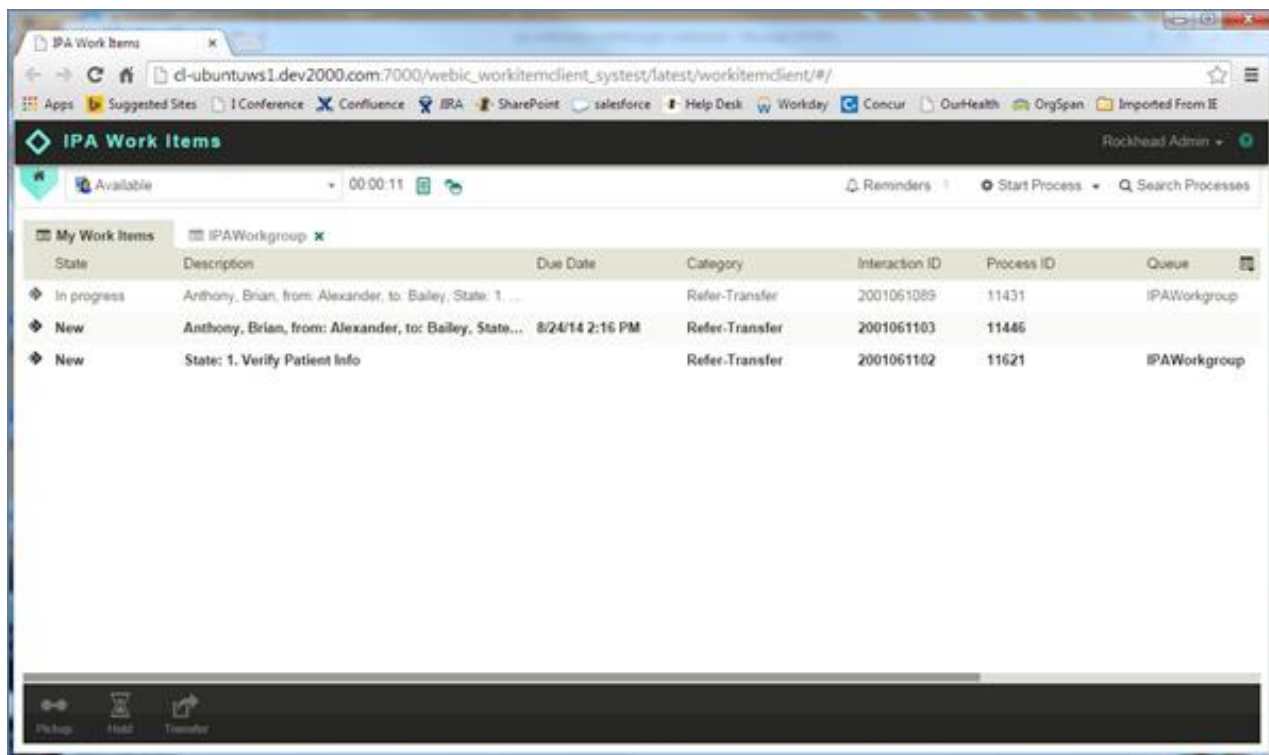 IPA Work Items
cl-ubuntuws1.dev2000.com:7000/webic_workitemclient_systest/latest/workitemclient/#/
Apps Suggested Sites I Conference Confluence JIRA SharePoint salesforce Help Desk Workday Concur OurHealth OrgSpan Imported From IE
IPA Work Items Rockhead Admin
Available 00:00:11 Reminders Start Process Search Processes
My Work Items IPAWorkgroup
State Description Due Date Category Interaction ID Process ID Queue
In progress Anthony, Brian, from: Alexander, to: Bailey, State: 1. ... Refer-Transfer 2001061089 11431 IPAWorkgroup
New Anthony, Brian, from: Alexander, to: Bailey, State... 8/24/14 2:16 PM Refer-Transfer 2001061103 11446
New State: 1. Verify Patient Info Refer-Transfer 2001061102 11621 IPAWorkgroup
Pickup Hold Transfer